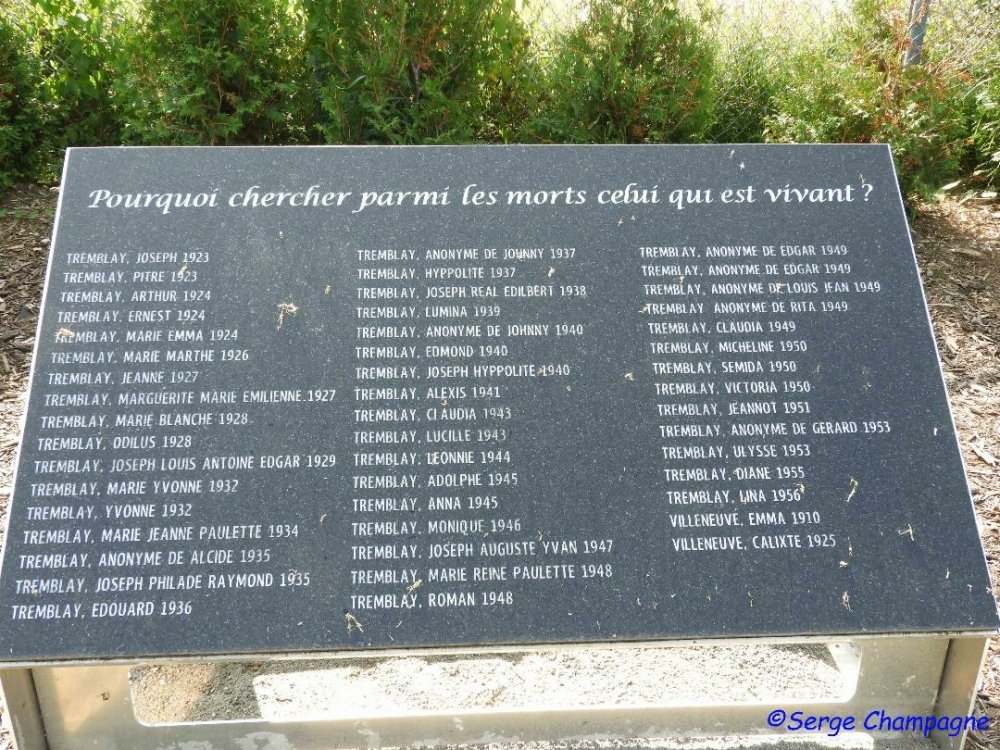 Pourquoi chercher parmi les morts celui qui est vivant ?
TREMBLAY, JOSEPH 1923
TREMBLAY, PITRE 1923
TREMBLAY, ARTHUR 1924
TREMBLAY, ERNEST 1924
TREMBLAY, MARIE EMMA 1924
TREMBLAY, MARIE MARTHE 1926
TREMBLAY, JEANNE 1927
TREMBLAY, MARGUERITE MARIE EMILIENNE 1927
TREMBLAY, MARIE BLANCHE 1928
TREMBLAY, ODILUS 1928
TREMBLAY, JOSEPH LOUIS ANTOINE EDGAR 1929
TREMBLAY, MARIE YVONNE 1932
TREMBLAY, YVONNE 1932
TREMBLAY, MARIE JEANNE PAULETTE 1934
TREMBLAY, ANONYME DE ALCIDE 1935
TREMBLAY, JOSEPH PHILADE RAYMOND 1935
TREMBLAY, EDOUARD 1936
TREMBLAY, ANONYME DE JOHNNY 1937
TREMBLAY, HYPPOLITE 1937
TREMBLAY, JOSEPH REAL EDILBERT 1938
TREMBLAY, LUMINA 1939
TREMBLAY, ANONYME DE JOHNNY 1940
TREMBLAY, EDMOND 1940
TREMBLAY, JOSEPH HYPPOLITE 1940
TREMBLAY, ALEXIS 1941
TREMBLAY, CLAUDIA 1943
TREMBLAY, LUCILLE 1943
TREMBLAY, LEONNIE 1944
TREMBLAY, ADOLPHE 1945
TREMBLAY, ANNA 1945
TREMBLAY, MONIQUE 1946
TREMBLAY, JOSEPH AUGUSTE YVAN 1947
TREMBLAY, MARIE REINE PAULETTE 1948
TREMBLAY, ROMAN 1948
TREMBLAY, ANONYME DE EDGAR 1949
TREMBLAY, ANONYME DE EDGAR 1949
TREMBLAY, ANONYME DE LOUIS JEAN 1949
TREMBLAY, ANONYME DE RITA 1949
TREMBLAY, CLAUDIA 1949
TREMBLAY, MICHELINE 1950
TREMBLAY, SEMIDA 1950
TREMBLAY, VICTORIA 1950
TREMBLAY, JEANNOT 1951
TREMBLAY, ANONYME DE GERARD 1953
TREMBLAY, ULYSSE 1953
TREMBLAY, DIANE 1955
TREMBLAY, LINA 1956
VILLENEUVE, EMMA 1910
VILLENEUVE, CALIXTE 1925
©Serge Champagne